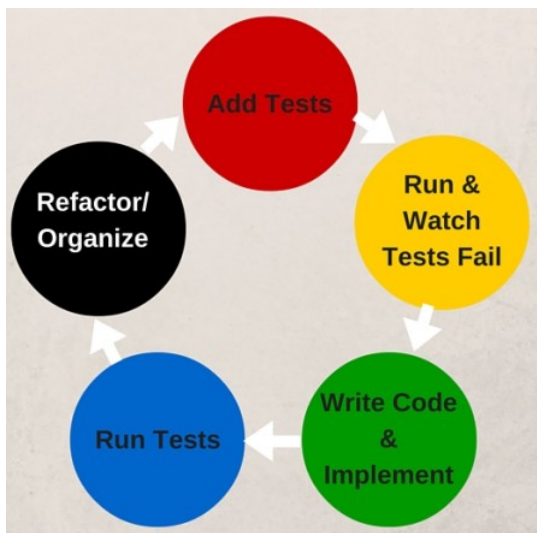 Add Tests
Run &
Watch
Tests Fail
Write Code
&
Implement
Run Tests
Refactor/
Organize